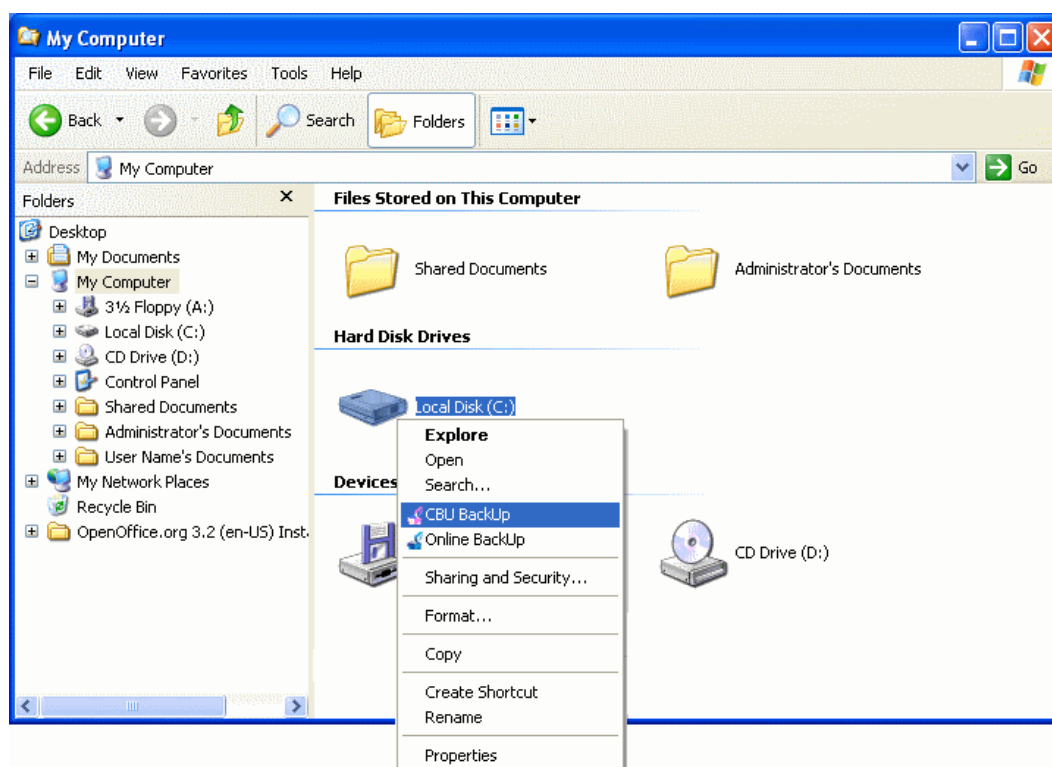 My Computer
File Edit View Favorites Tools Help
Back Search Folders
Address My Computer Go
Folders
Desktop
My Documents
My Computer
3½ Floppy (A:)
Local Disk (C:)
CD Drive (D:)
Control Panel
Shared Documents
Administrator's Documents
User Name's Documents
My Network Places
Recycle Bin
OpenOffice.org 3.2 (en-US) Inst
Files Stored on This Computer
Shared Documents
Administrator's Documents
Hard Disk Drives
Local Disk (C:)
Devices
CD Drive (D:)
Explore
Open
Search...
CBU BackUp
Online BackUp
Sharing and Security...
Format...
Copy
Create Shortcut
Rename
Properties